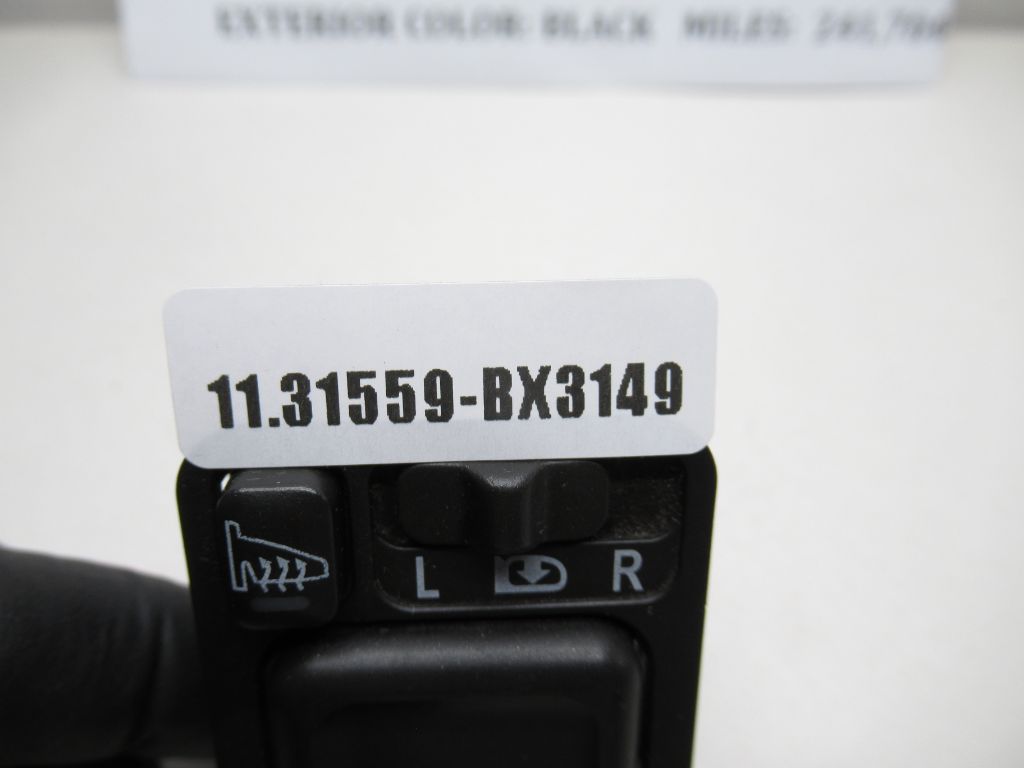 EXTERIOR COLOR: BLACK MILES:
11.31559-BX3149
L R